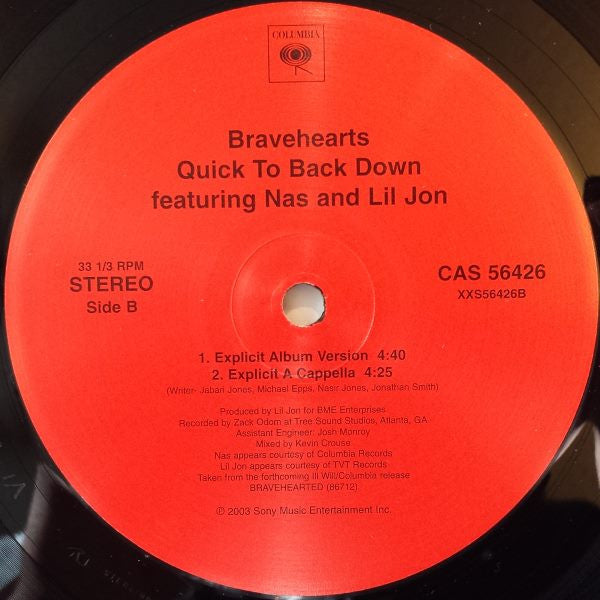 COLUMBIA
Bravehearts
Quick To Back Down
featuring Nas and Lil Jon
33 1/3 RPM
STEREO
Side B
CAS 56426
XXS56426B
1. Explicit Album Version 4:40
2. Explicit A Cappella 4:25
(Writer- Jabari Jones, Michael Epps, Nasir Jones, Jonathan Smith)
Produced by Lil Jon for BME Enterprises
Recorded by Zack Odom at Tree Sound Studios, Atlanta, GA
Assistant Engineer: Josh Monroy
Mixed by Kevin Crouse
Nas appears courtesy of Columbia Records
Lil Jon appears courtesy of TVT Records
Taken from the forthcoming Ill Will/Columbia release
BRAVEHEARTED (86712).
℗ 2003 Sony Music Entertainment Inc.